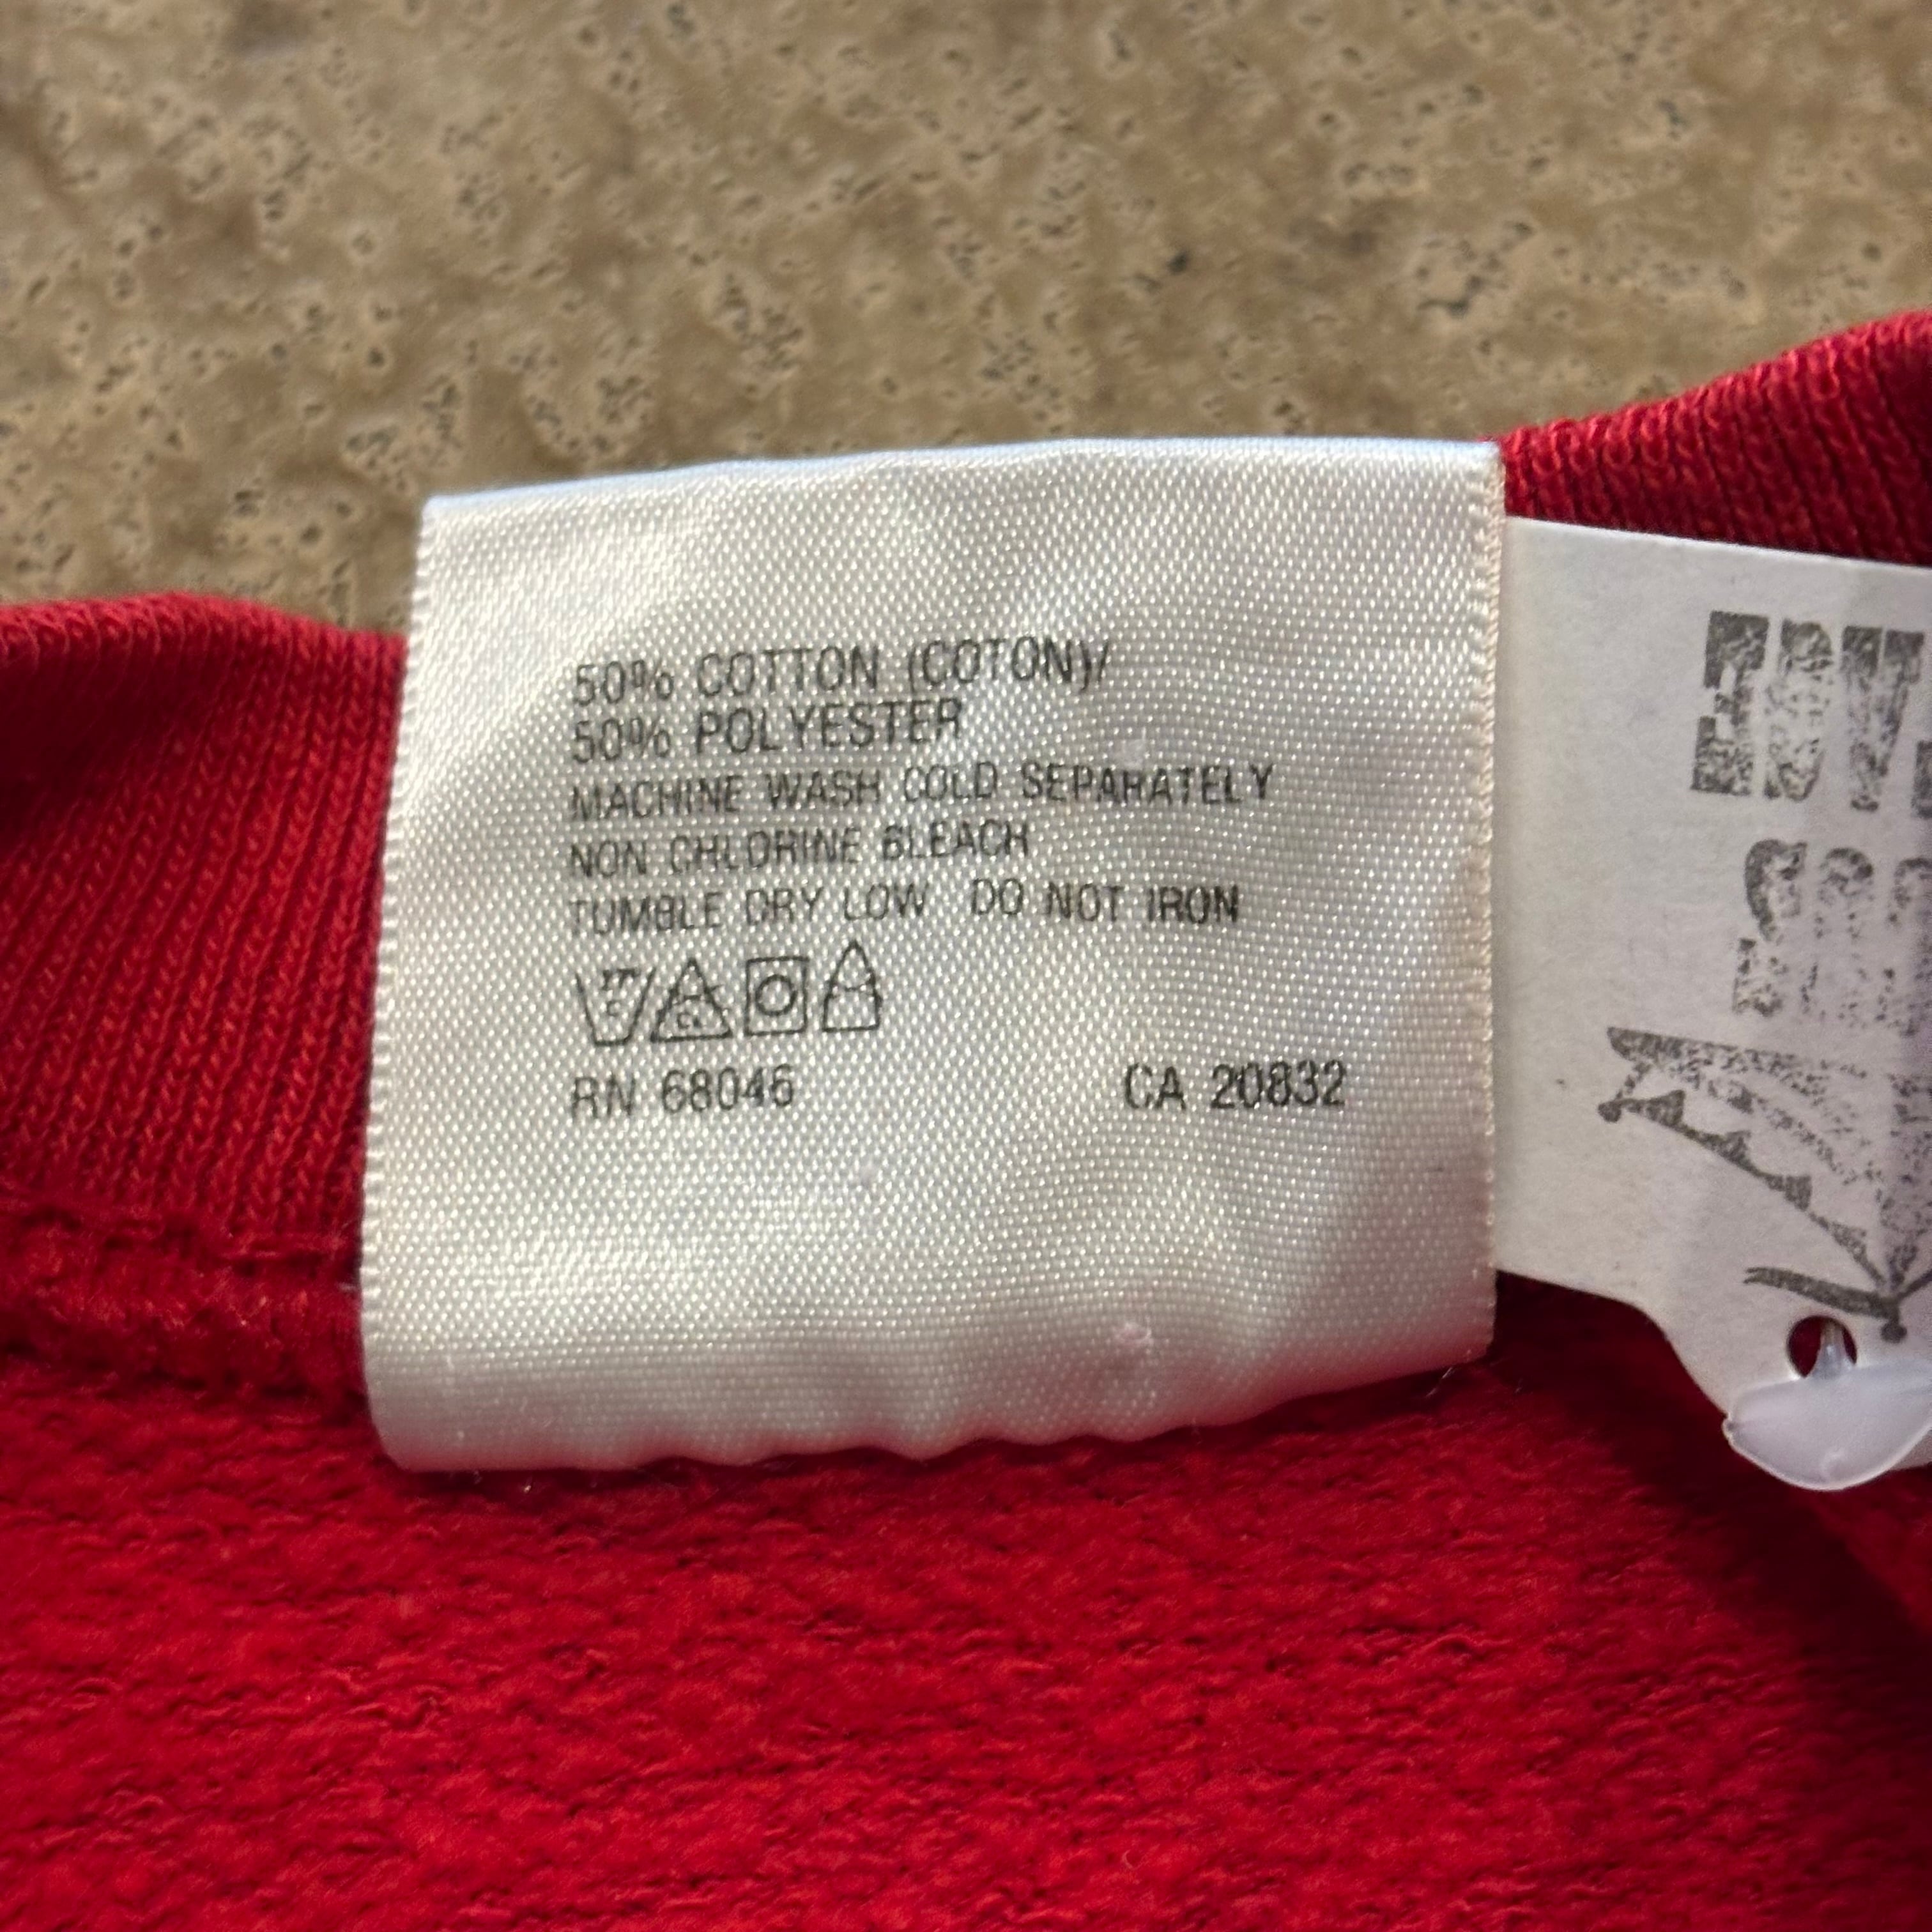 50% COTTON (COTON)/
50% POLYESTER
MACHINE WASH COLD SEPARATELY
NON CHLORINE BLEACH
TUMBLE DRY LOW DO NOT IRON
RN 68046 CA 20832